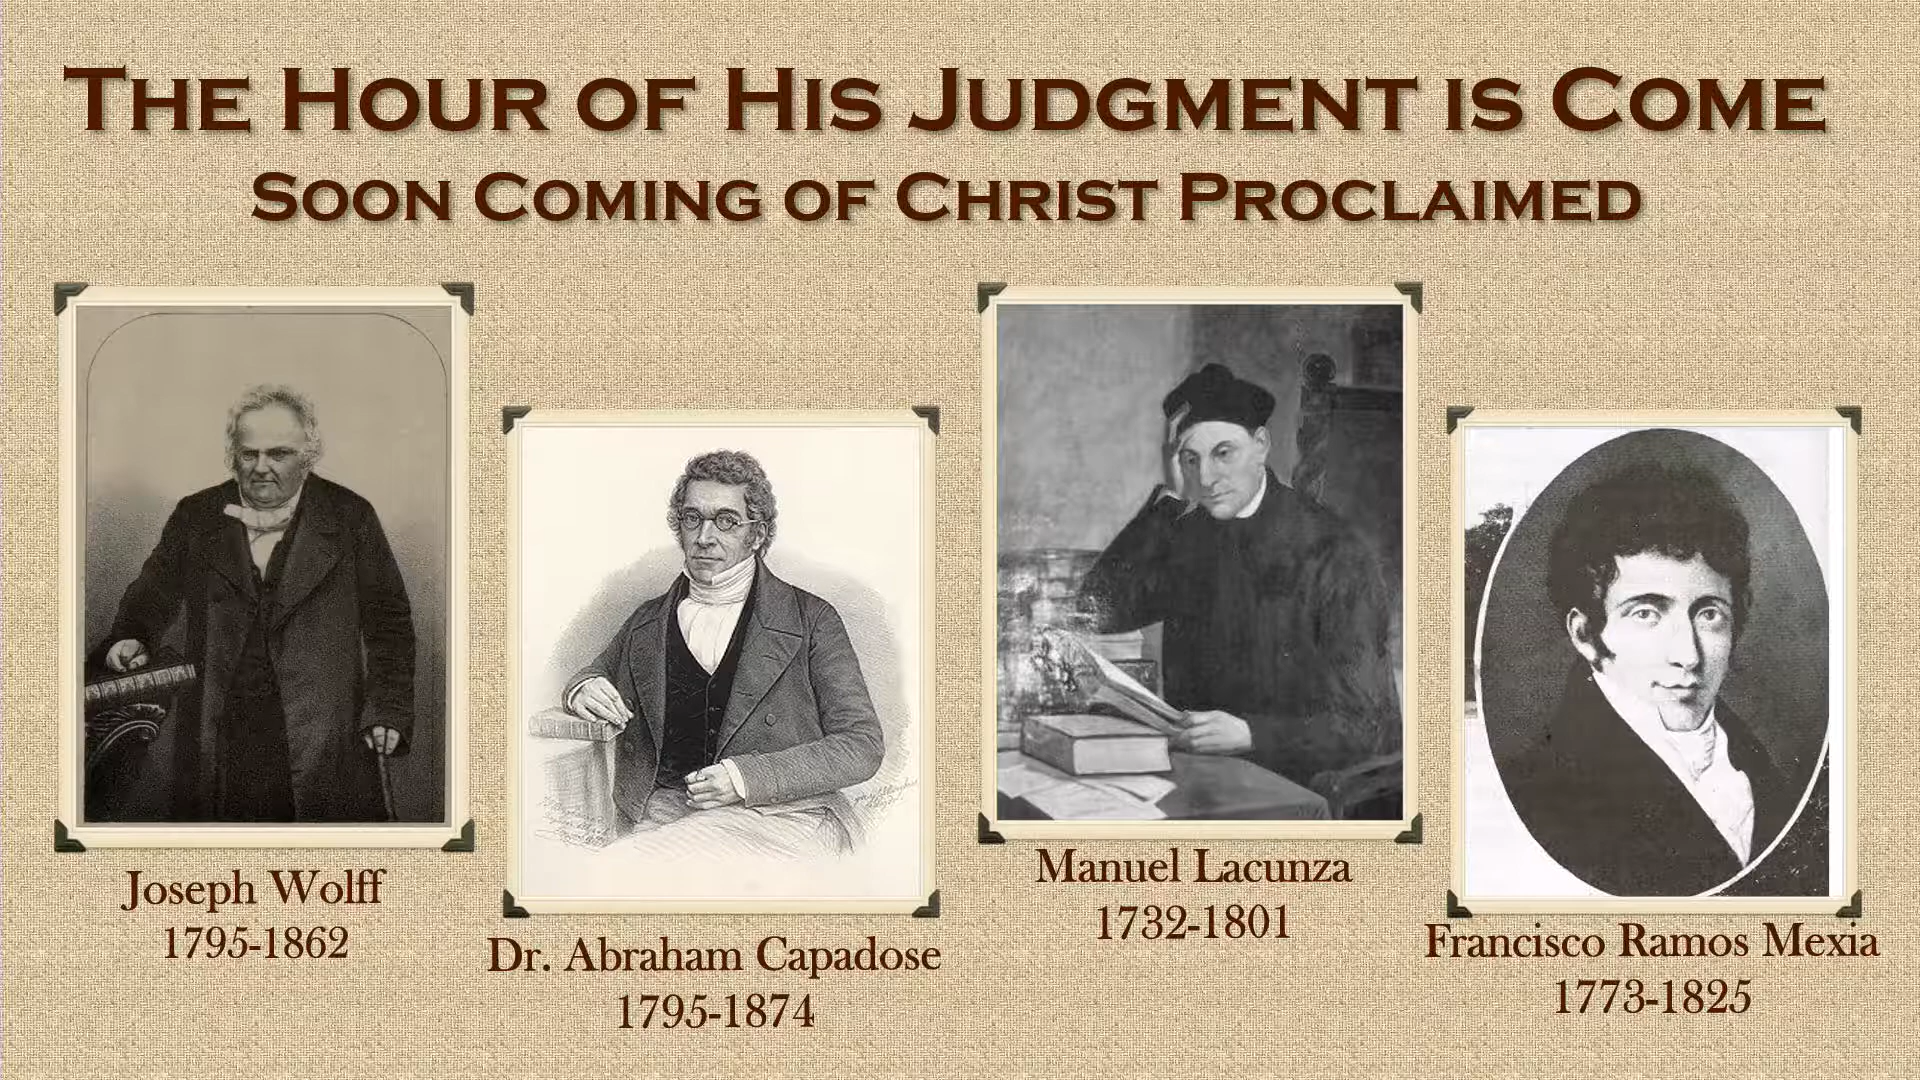 The Hour of His Judgment is Come
Soon Coming of Christ Proclaimed
Joseph Wolff
1795-1862
Dr. Abraham Capadose
1795-1874
Manuel Lacunza
1732-1801
Francisco Ramos Mexia
1773-1825